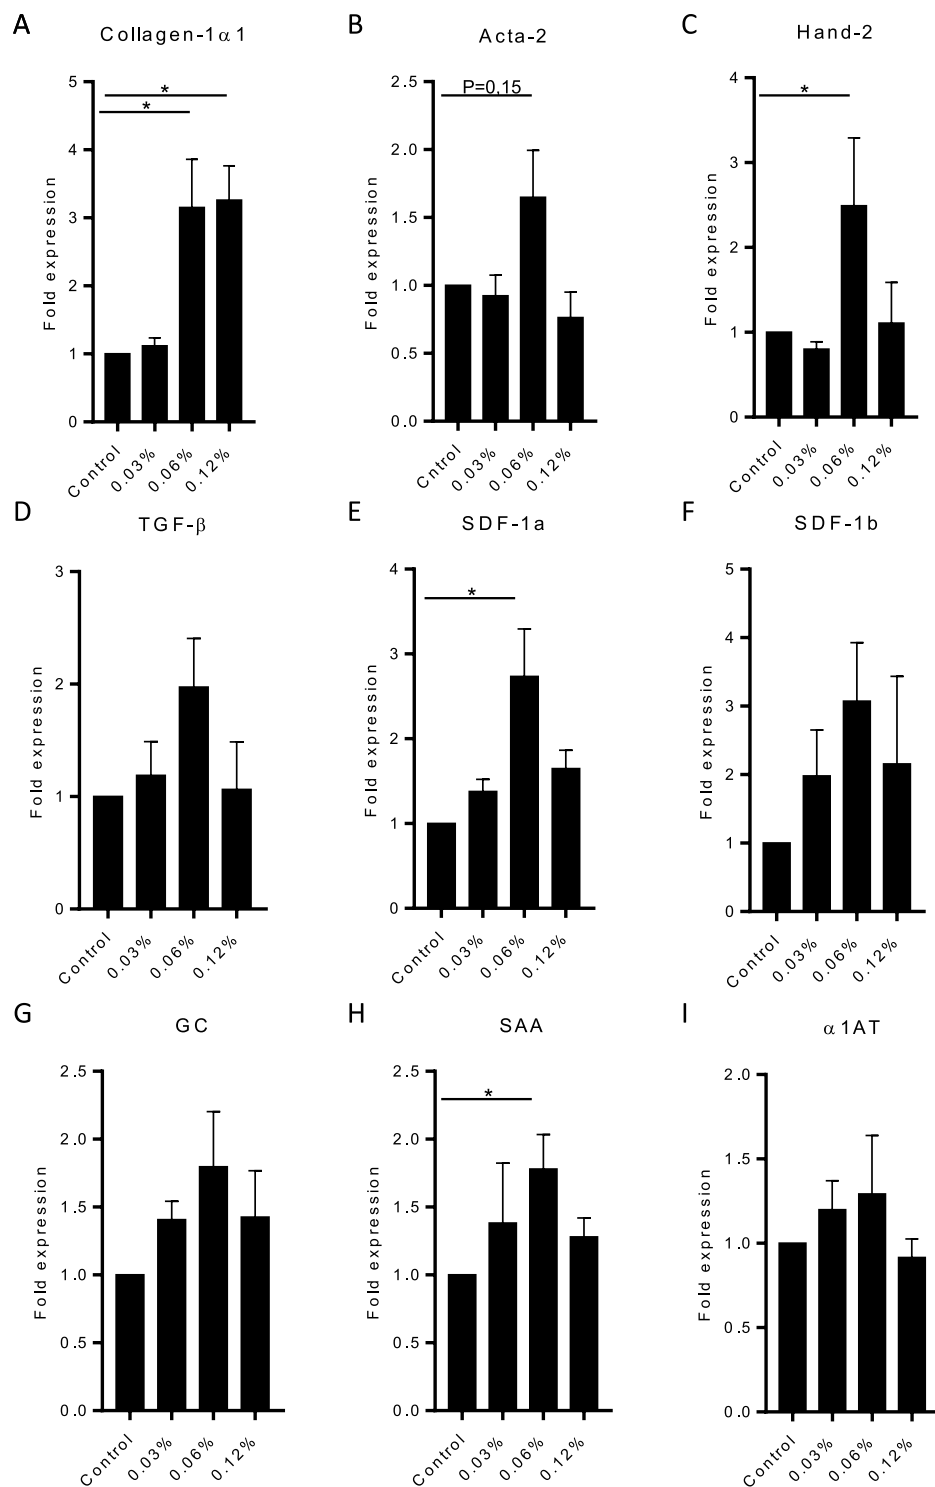 A
Collagen-1α1
*
*
5
4
3
2
1
0
Fold expression
Control
0.03%
0.06%
0.12%
B
Acta-2
P=0,15
2.5
2.0
1.5
1.0
0.5
0.0
Fold expression
Control
0.03%
0.06%
0.12%
C
Hand-2
*
4
3
2
1
0
Fold expression
Control
0.03%
0.06%
0.12%
D
TGF-β
3
2
1
0
Fold expression
Control
0.03%
0.06%
0.12%
E
SDF-1a
*
4
3
2
1
0
Fold expression
Control
0.03%
0.06%
0.12%
F
SDF-1b
5
4
3
2
1
0
Fold expression
Control
0.03%
0.06%
0.12%
G
GC
2.5
2.0
1.5
1.0
0.5
0.0
Fold expression
Control
0.03%
0.06%
0.12%
H
SAA
*
2.5
2.0
1.5
1.0
0.5
0.0
Fold expression
Control
0.03%
0.06%
0.12%
I
α1AT
2.0
1.5
1.0
0.5
0.0
Fold expression
Control
0.03%
0.06%
0.12%